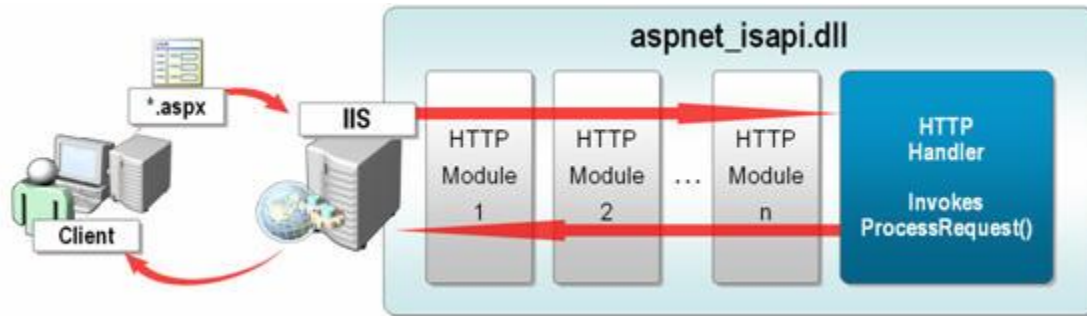 aspnet_isapi.dll
*.aspx
IIS
Client
HTTP
Module
1
HTTP
Module
2
...
HTTP
Module
n
HTTP
Handler
Invokes
ProcessRequest()